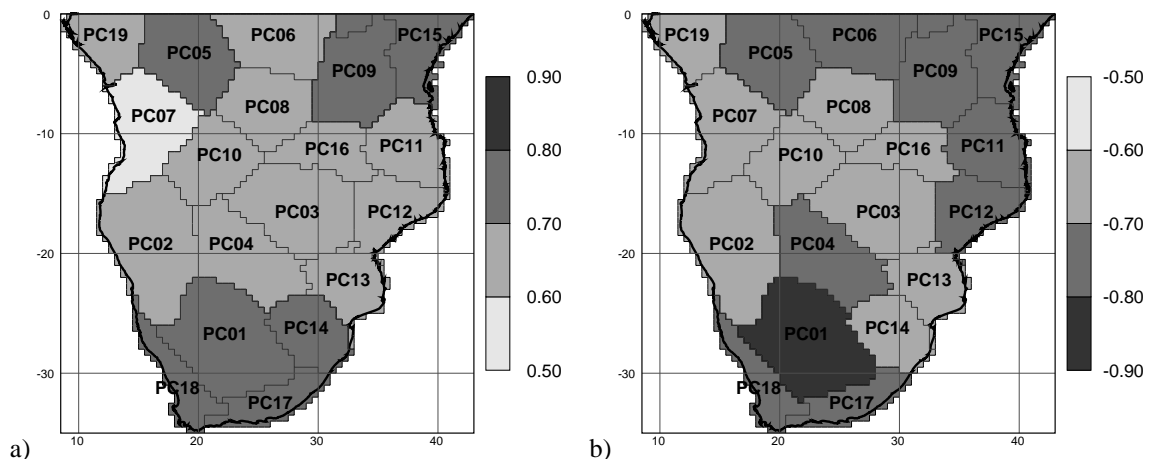 0
-10
-20
-30
10 20 30 40
PC19
PC05
PC06
PC15
PC09
PC07
PC08
PC10
PC16
PC11
PC03
PC12
PC02
PC04
PC13
PC01
PC14
PC18
PC17
0.90
0.80
0.70
0.60
0.50
a)
0
-10
-20
-30
10 20 30 40
PC19
PC05
PC06
PC15
PC09
PC07
PC08
PC10
PC16
PC11
PC03
PC12
PC02
PC04
PC13
PC01
PC14
PC18
PC17
-0.50
-0.60
-0.70
-0.80
-0.90
b)